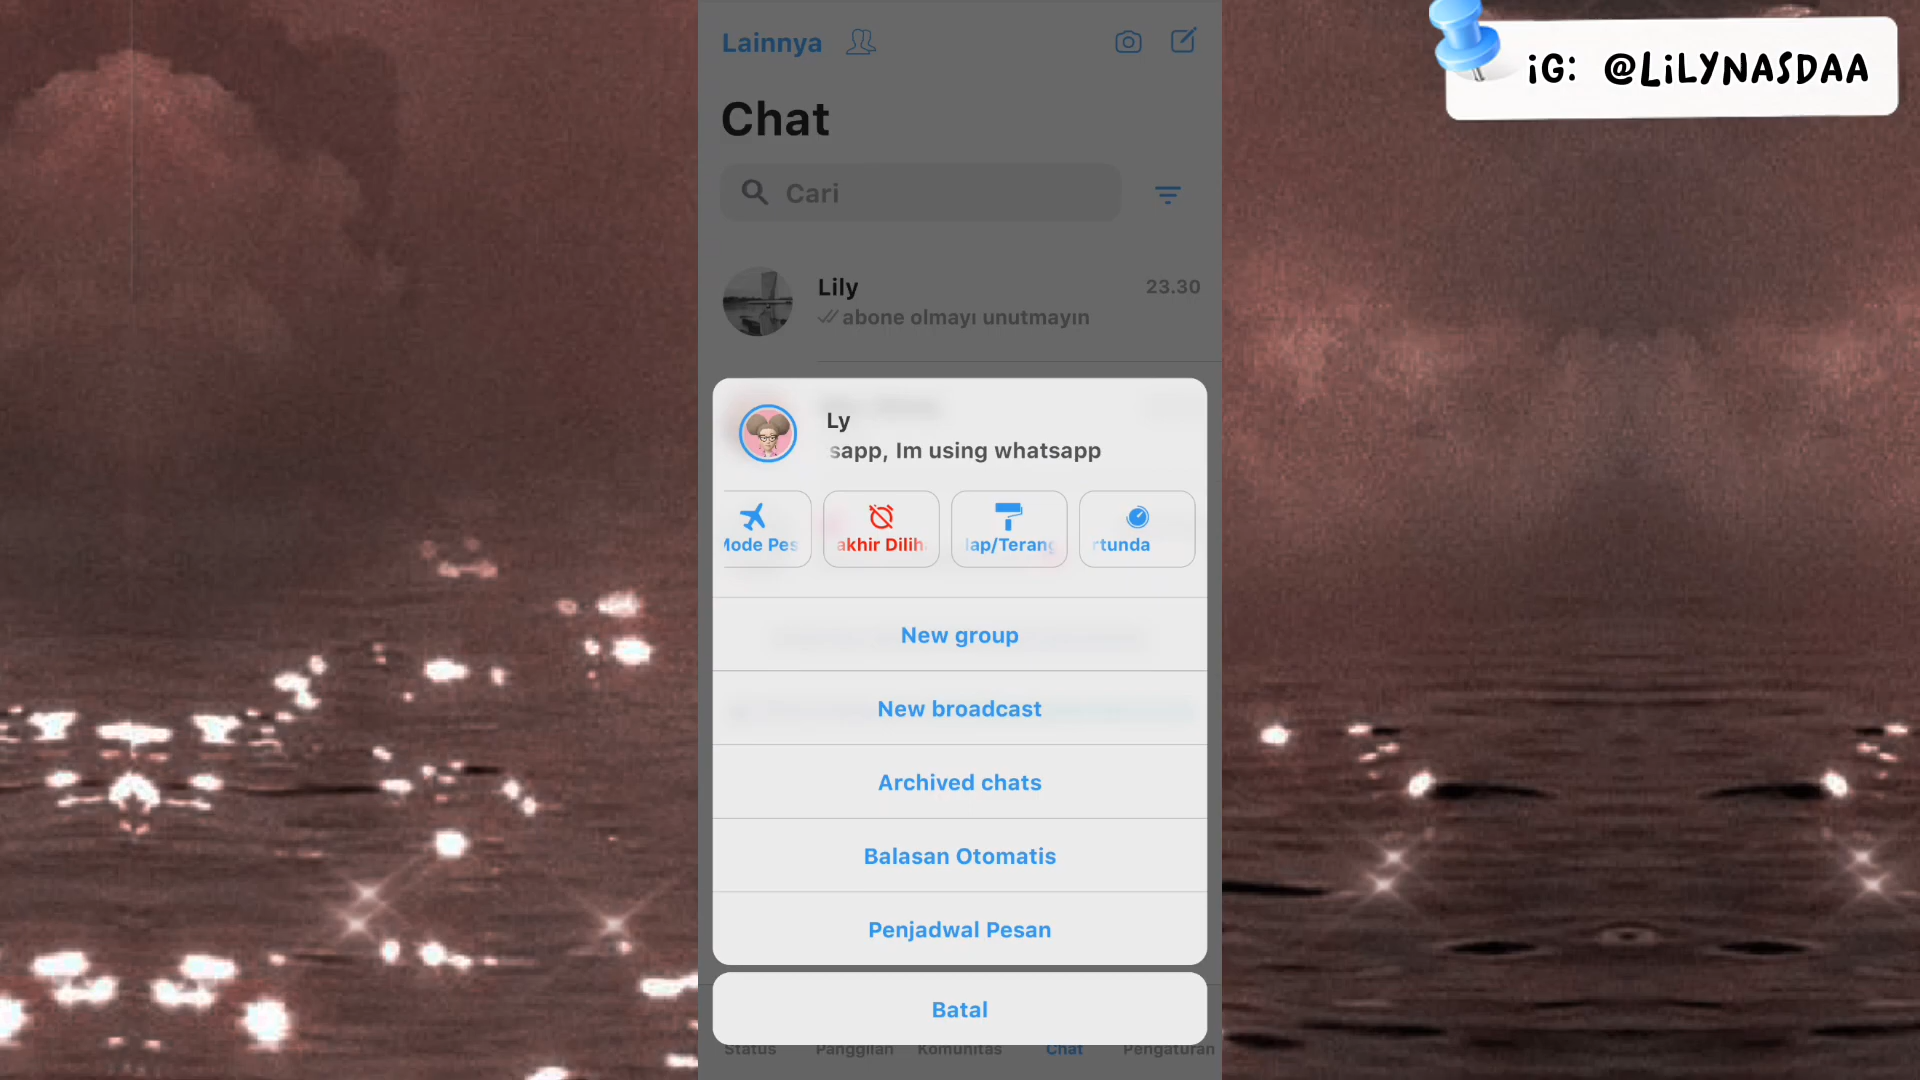 iG: @LiLYNASDAA
Lainnya
Chat
Cari
Lily
23.30
abone olmayı unutmayın
Ly
sapp, Im using whatsapp
Mode Pes
akhir Dilih
lap/Terang
rtunda
New group
New broadcast
Archived chats
Balasan Otomatis
Penjadwal Pesan
Batal
Status
Panggilan
Komunitas
Chat
Pengaturan